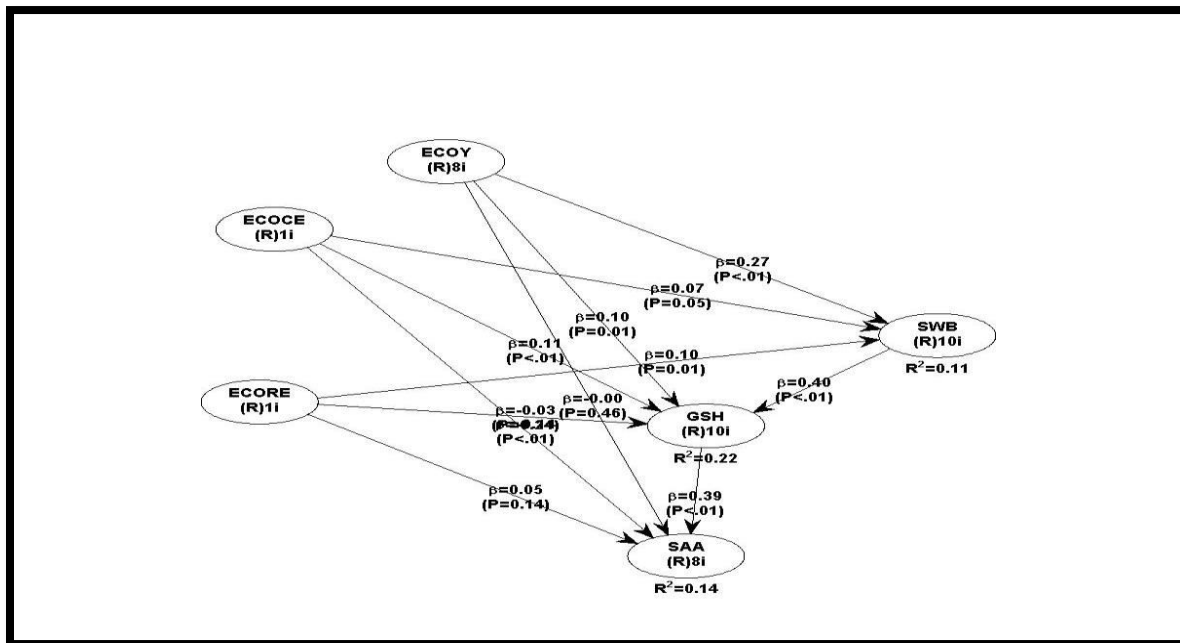 ECOY
(R)8i
ECOCE
(R)1i
β=0.27
(P<.01)
β=0.07
(P=0.05)
β=0.10
(P=0.01)
SWB
(R)10i
R²=0.11
β=0.11
(P<.01)
β=0.10
(P=0.01)
ECORE
(R)1i
β=0.40
(P<.01)
β=-0.00
(P=0.46)
β=-0.03
(P<.01)
GSH
(R)10i
R²=0.22
β=0.05
(P=0.14)
β=0.39
(P<.01)
SAA
(R)8i
R²=0.14